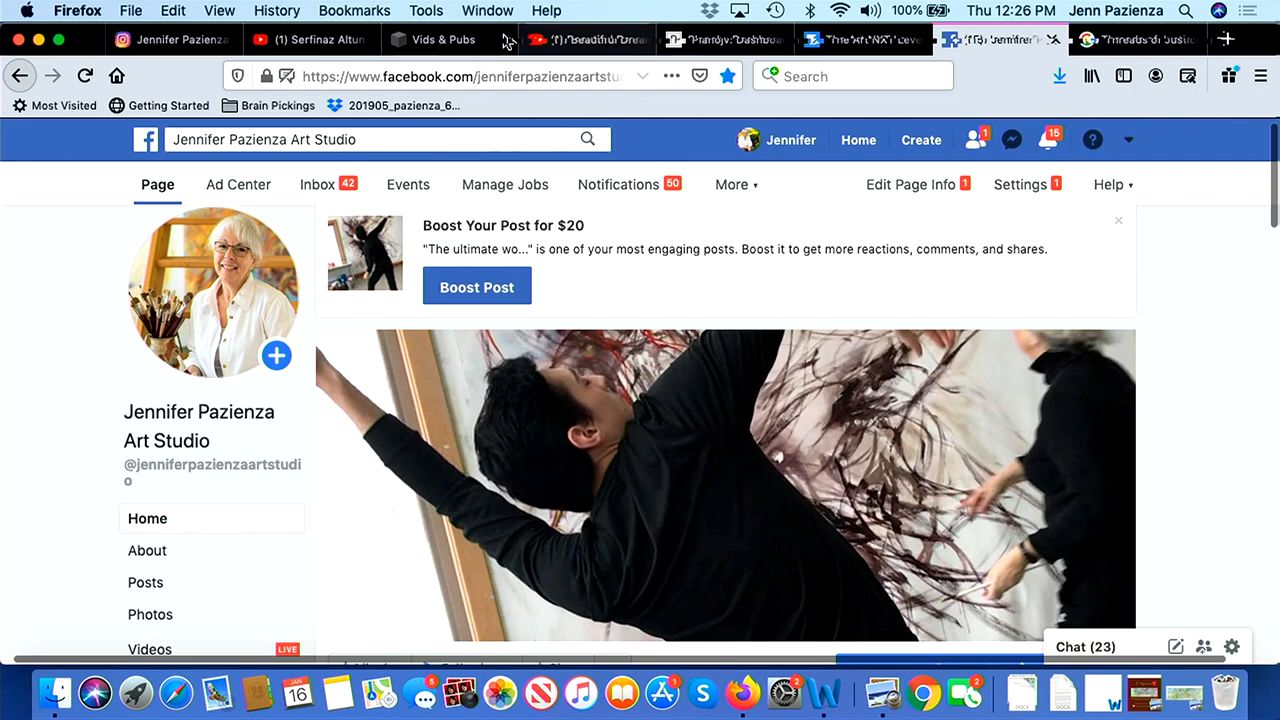 Firefox File Edit View History Bookmarks Tools Window Help 100% Thu 12:26 PM Jenn Pazienza
Jennifer Pazienza (1) Serfinaz Altun Vids & Pubs
https://www.facebook.com/jenniferpazienzaartstu Search
Most Visited Getting Started Brain Pickings 201905_pazienza_6...
Jennifer Pazienza Art Studio Jennifer Home Create 1 15
Page Ad Center Inbox 42 Events Manage Jobs Notifications 50 More Edit Page Info 1 Settings 1 Help
Boost Your Post for $20
"The ultimate wo..." is one of your most engaging posts. Boost it to get more reactions, comments, and shares.
Boost Post
Jennifer Pazienza
Art Studio
@jenniferpazienzaartstudi
o
Home
About
Posts
Photos
Videos LIVE
Chat (23)
JAN
16
5
1
2
2